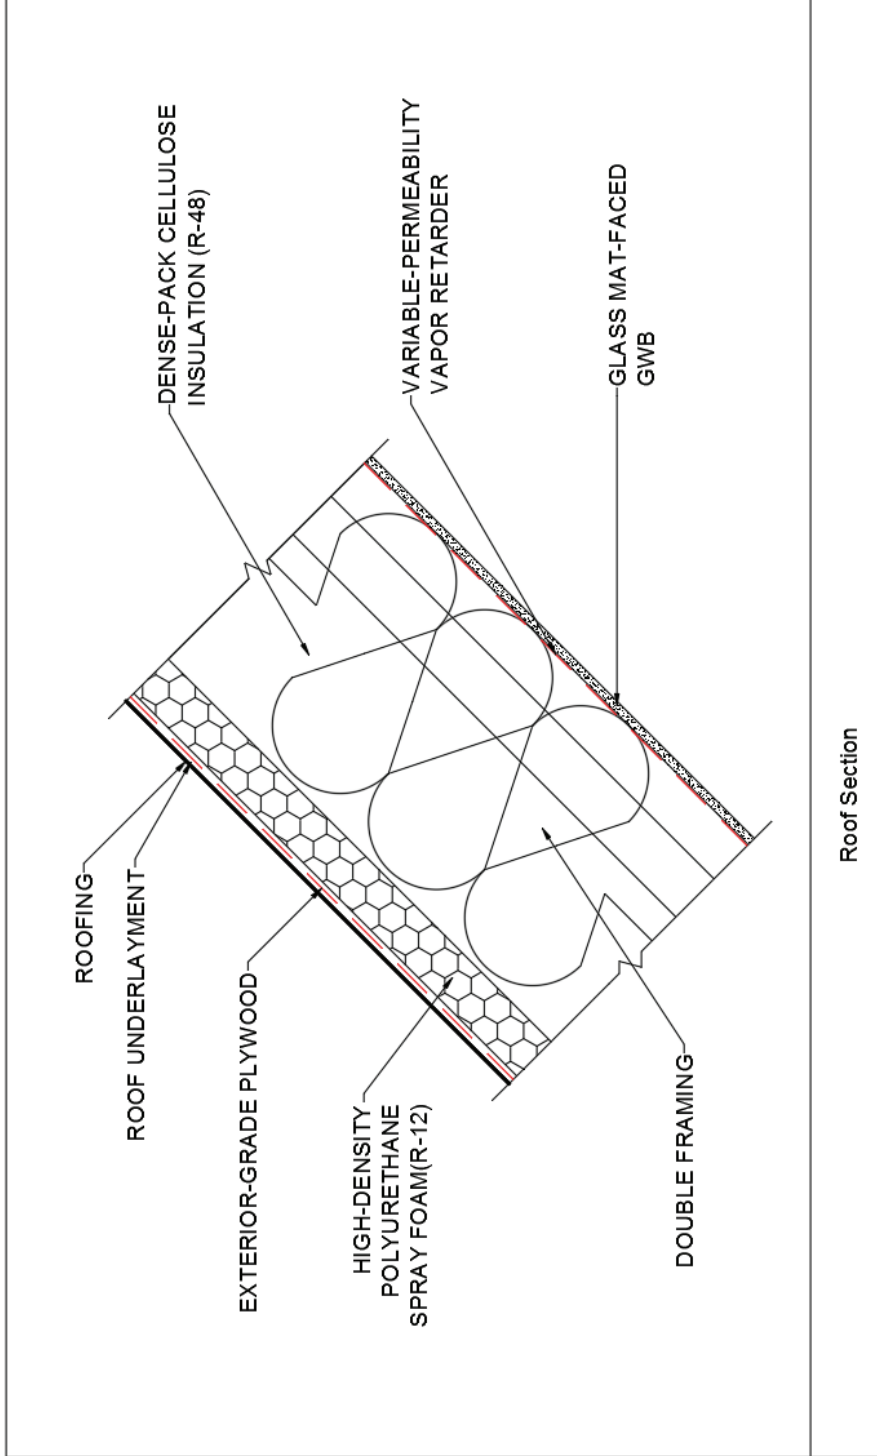 ROOFING
ROOF UNDERLAYMENT
EXTERIOR-GRADE PLYWOOD
HIGH-DENSITY
POLYURETHANE
SPRAY FOAM(R-12)
DOUBLE FRAMING
DENSE-PACK CELLULOSE
INSULATION (R-48)
VARIABLE-PERMEABILITY
VAPOR RETARDER
GLASS MAT-FACED
GWB
Roof Section